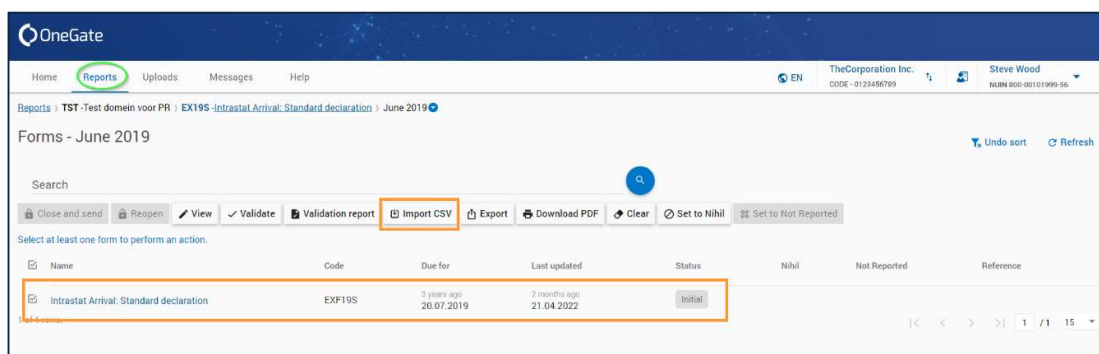 OneGate
Home Reports Uploads Messages Help EN TheCorporation Inc. Steve Wood
CODE - 0123456789 NUIN 800-00101999-56
Reports TST -Test domein voor PR EX19S -Intrastat Arrival: Standard declaration June 2019
Forms - June 2019
Undo sort Refresh
Search
Close and send Reopen View Validate Validation report Import CSV Export Download PDF Clear Set to Nihil Set to Not Reported
Select at least one form to perform an action.
Name Code Due for Last updated Status Nihil Not Reported Reference
3 years ago 2 months ago
Intrastat Arrival: Standard declaration EXF19S 20.07.2019 21.04.2022 Initial
1 /1 15